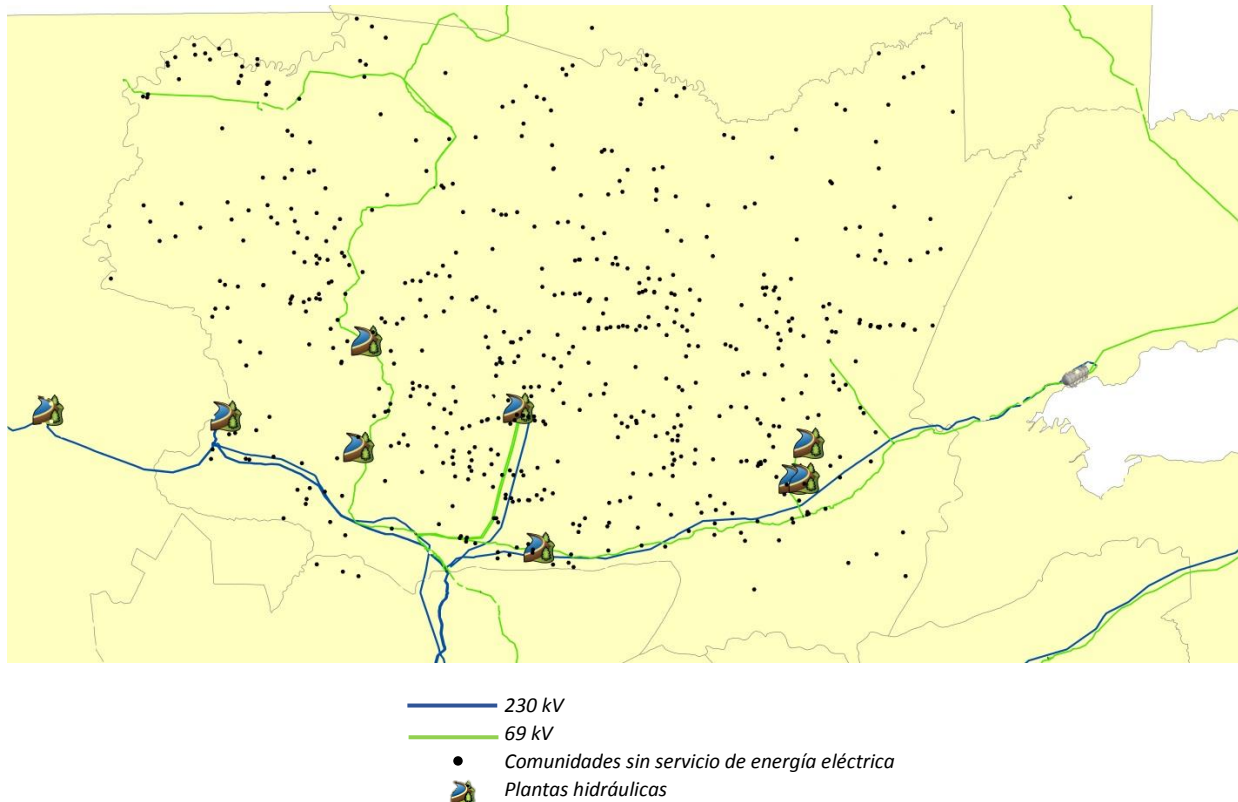 230 kV
69 kV
Comunidades sin servicio de energía eléctrica
Plantas hidráulicas